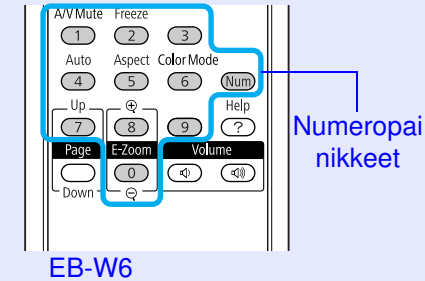 A/V Mute Freeze
1 2 3
Auto Aspect Color Mode
4 5 6 Num
Up Help
7 8 9 ?
Page E-Zoom Volume
0
Down
Numeropai
nikkeet
EB-W6